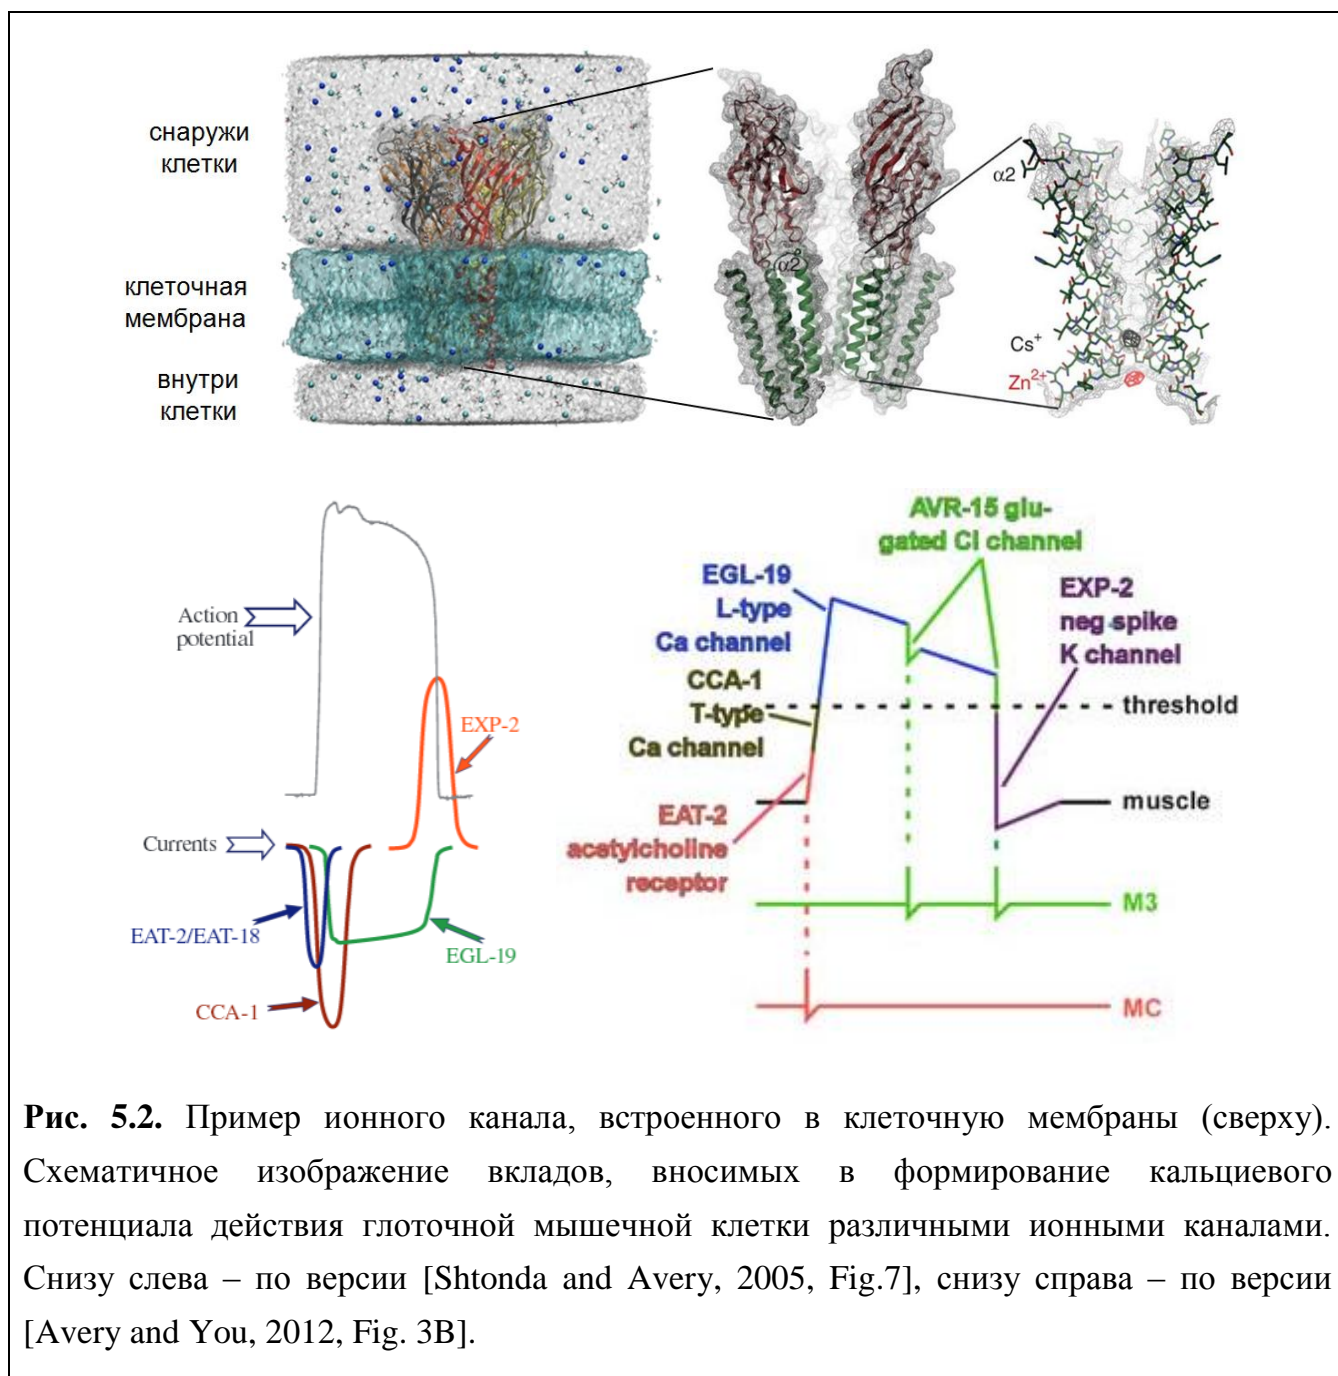 снаружи
клетки
клеточная
мембрана
внутри
клетки
α2
α2
Cs⁺
Zn²⁺
Action
potential
EXP-2
Currents
EAT-2/EAT-18
EGL-19
CCA-1
AVR-15 glu-
gated Cl channel
EGL-19
L-type
Ca channel
EXP-2
neg spike
K channel
CCA-1
T-type
Ca channel
threshold
muscle
EAT-2
acetylcholine
receptor
M3
MC
Рис. 5.2. Пример ионного канала, встроенного в клеточную мембраны (сверху).
Схематичное изображение вкладов, вносимых в формирование кальциевого
потенциала действия глоточной мышечной клетки различными ионными каналами.
Снизу слева – по версии [Shtonda and Avery, 2005, Fig.7], снизу справа – по версии
[Avery and You, 2012, Fig. 3B].